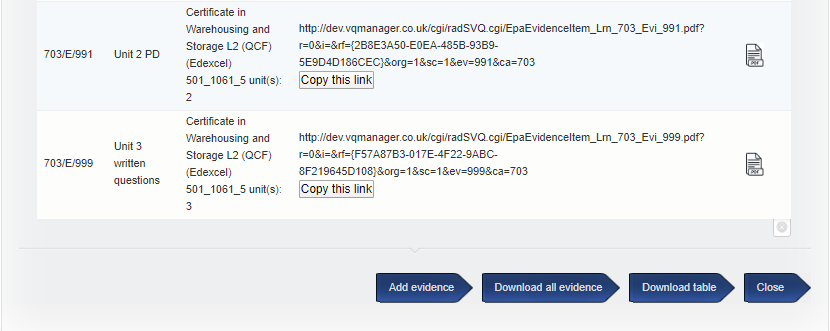 Certificate in
Warehousing and
Storage L2 (QCF)
(Edexcel)
501_1061_5 unit(s):
2
703/E/991
Unit 2 PD
http://dev.vqmanager.co.uk/cgi/radSVQ.cgi/EpaEvidenceItem_Lrn_703_Evi_991.pdf?
r=0&i=&rf={2B8E3A50-E0EA-485B-93B9-
5E9D4D186CEC}&org=1&sc=1&ev=991&ca=703
Copy this link
PDF
Certificate in
Warehousing and
Storage L2 (QCF)
(Edexcel)
501_1061_5 unit(s):
3
703/E/999
Unit 3
written
questions
http://dev.vqmanager.co.uk/cgi/radSVQ.cgi/EpaEvidenceItem_Lrn_703_Evi_999.pdf?
r=0&i=&rf={F57A87B3-017E-4F22-9ABC-
8F219645D108}&org=1&sc=1&ev=999&ca=703
Copy this link
PDF
Add evidence
Download all evidence
Download table
Close